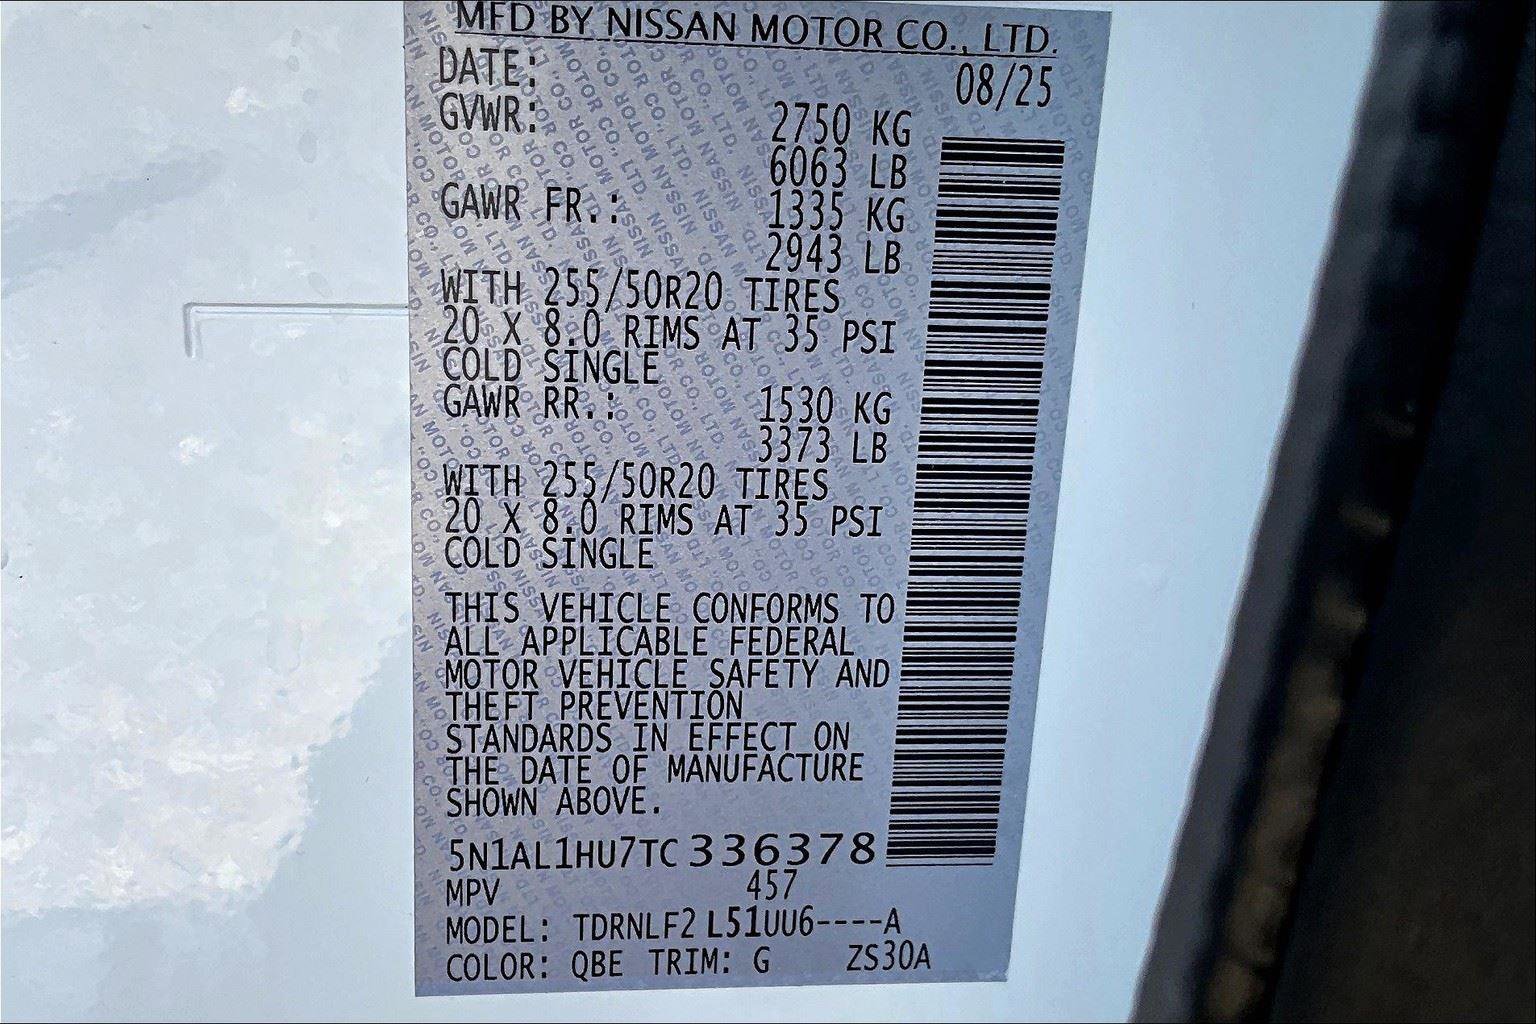 MFD BY NISSAN MOTOR CO., LTD.
DATE: 08/25
GVWR: 2750 KG
6063 LB
GAWR FR.: 1335 KG
2943 LB
WITH 255/50R20 TIRES
20 X 8.0 RIMS AT 35 PSI
COLD SINGLE
GAWR RR.: 1530 KG
3373 LB
WITH 255/50R20 TIRES
20 X 8.0 RIMS AT 35 PSI
COLD SINGLE
THIS VEHICLE CONFORMS TO
ALL APPLICABLE FEDERAL
MOTOR VEHICLE SAFETY AND
THEFT PREVENTION
STANDARDS IN EFFECT ON
THE DATE OF MANUFACTURE
SHOWN ABOVE.
5N1AL1HU7TC336378
MPV 457
MODEL: TDRNLF2 L51UU6----A
COLOR: QBE TRIM: G ZS30A